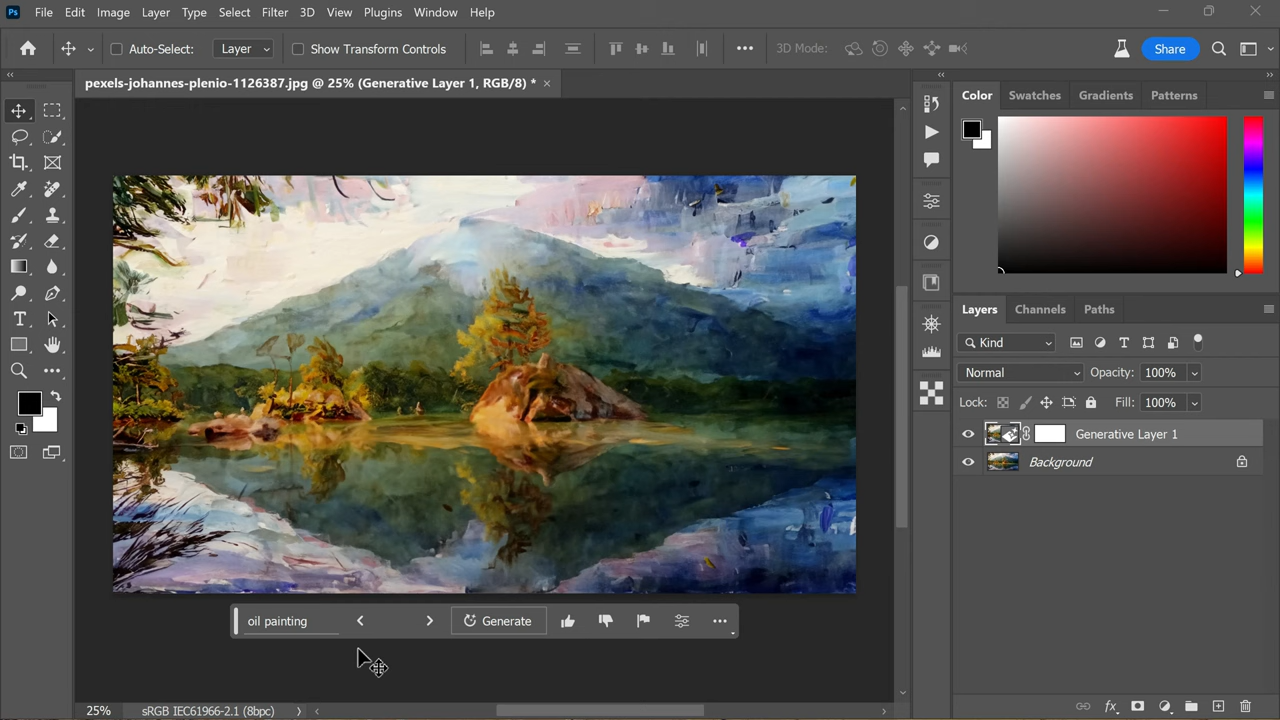 Ps File Edit Image Layer Type Select Filter 3D View Plugins Window Help
Auto-Select: Layer Show Transform Controls 3D Mode: Share
pexels-johannes-plenio-1126387.jpg @ 25% (Generative Layer 1, RGB/8) *
Color Swatches Gradients Patterns
Layers Channels Paths
Kind
Normal Opacity: 100%
Lock: Fill: 100%
Generative Layer 1
Background
oil painting Generate
25% sRGB IEC61966-2.1 (8bpc)
fx